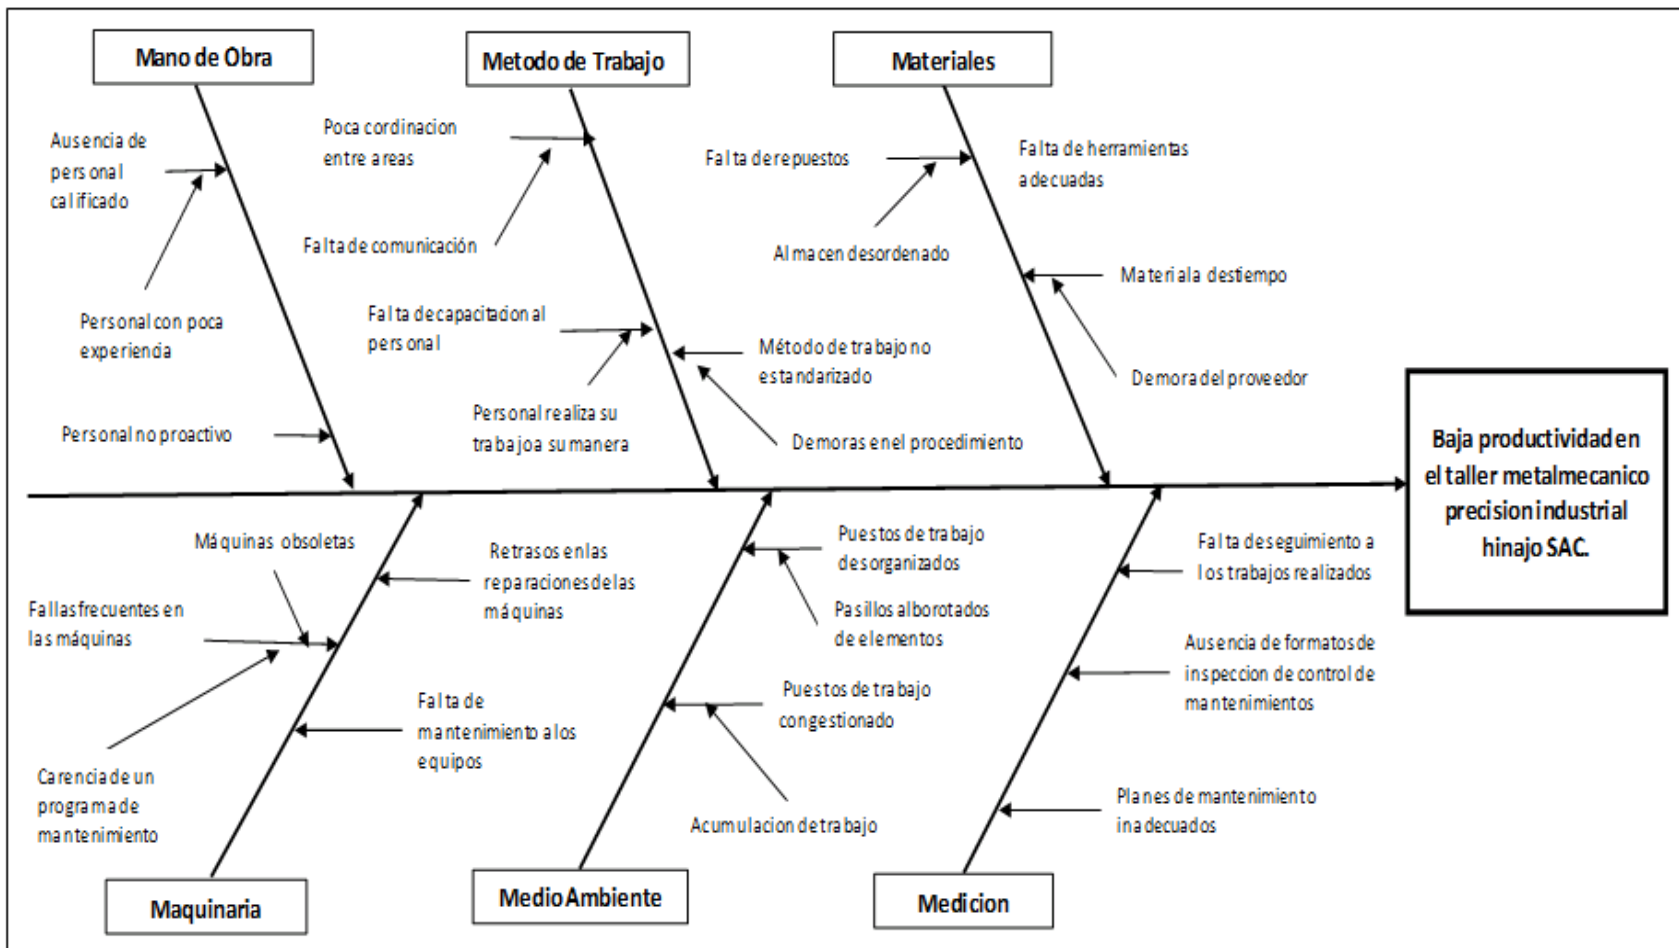 Mano de Obra
Metodo de Trabajo
Materiales
Ausencia de
personal
calificado
Personal con poca
experiencia
Personal no proactivo
Poca cordinacion
entre areas
Falta de comunicación
Falta de capacitacion al
personal
Personal realiza su
trabajo a su manera
Método de trabajo no
estandarizado
Demoras en el procedimiento
Falta de repuestos
Almacen desordenado
Falta de herramientas
adecuadas
Material a destiempo
Demora del proveedor
Baja productividad en
el taller metalmecanico
precision industrial
hinajo SAC.
Máquinas obsoletas
Fallas frecuentes en
las máquinas
Carencia de un
programa de
mantenimiento
Retrasos en las
reparaciones de las
máquinas
Falta de
mantenimiento a los
equipos
Puestos de trabajo
desorganizados
Pasillos alborotados
de elementos
Puestos de trabajo
congestionado
Acumulacion de trabajo
Falta de seguimiento a
los trabajos realizados
Ausencia de formatos de
inspeccion de control de
mantenimientos
Planes de mantenimiento
inadecuados
Maquinaria
Medio Ambiente
Medicion